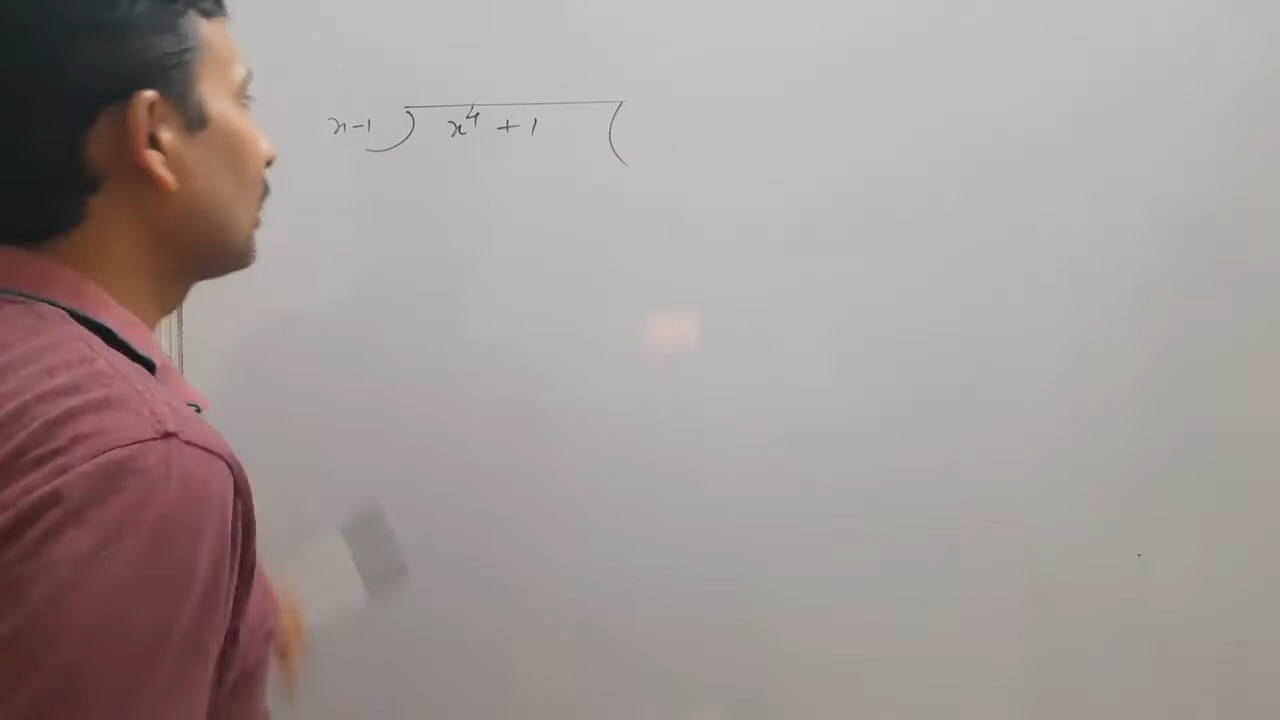 x-1 ) x⁴ + 1 (